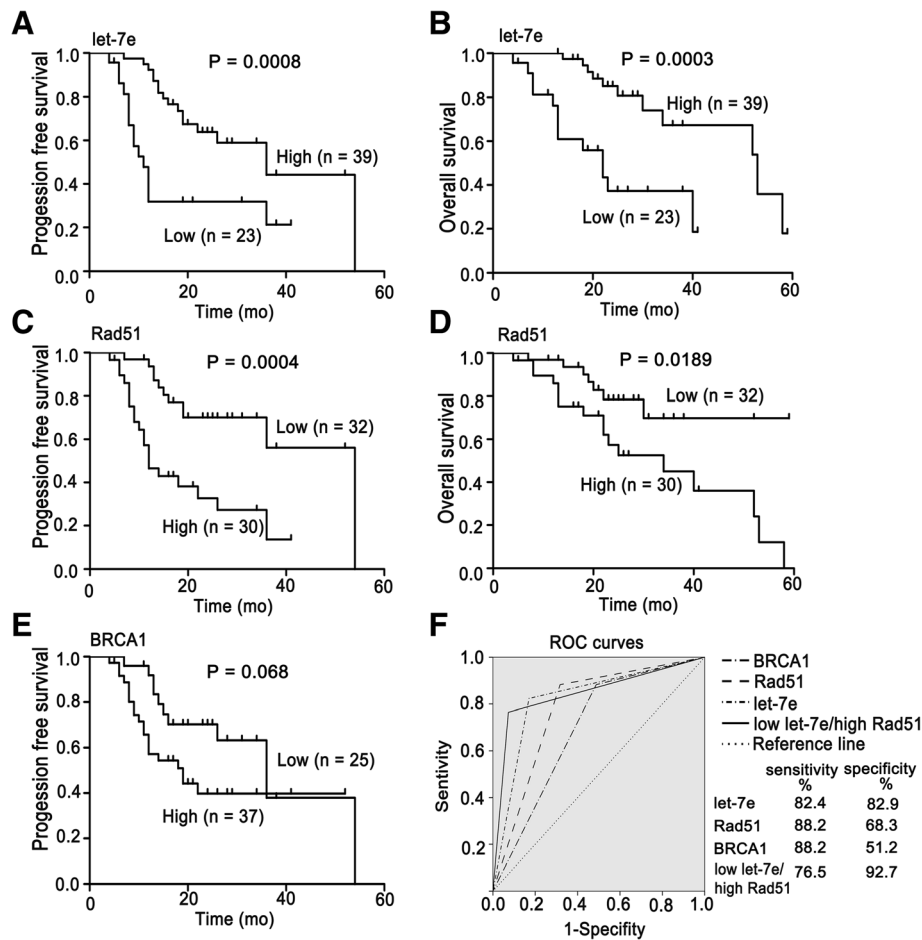 A
let-7e
P = 0.0008
Progession free survival
1.0
0.8
0.6
0.4
0.2
0.0
High (n = 39)
Low (n = 23)
0 20 40 60
Time (mo)
B
let-7e
P = 0.0003
Overall survival
1.0
0.8
0.6
0.4
0.2
0.0
High (n = 39)
Low (n = 23)
0 20 40 60
Time (mo)
C
Rad51
P = 0.0004
Progession free survival
1.0
0.8
0.6
0.4
0.2
0.0
Low (n = 32)
High (n = 30)
0 20 40 60
Time (mo)
D
Rad51
P = 0.0189
Overall survival
1.0
0.8
0.6
0.4
0.2
0.0
Low (n = 32)
High (n = 30)
0 20 40 60
Time (mo)
E
BRCA1
P = 0.068
Progession free survival
1.0
0.8
0.6
0.4
0.2
0.0
Low (n = 25)
High (n = 37)
0 20 40 60
Time (mo)
F
ROC curves
Sentivity
1.0
0.8
0.6
0.4
0.2
0.0 0.2 0.4 0.6 0.8 1.0
1-Specifity
BRCA1
Rad51
let-7e
low let-7e/high Rad51
Reference line
sensitivity specificity
% %
let-7e 82.4 82.9
Rad51 88.2 68.3
BRCA1 88.2 51.2
low let-7e/ 76.5 92.7
high Rad51